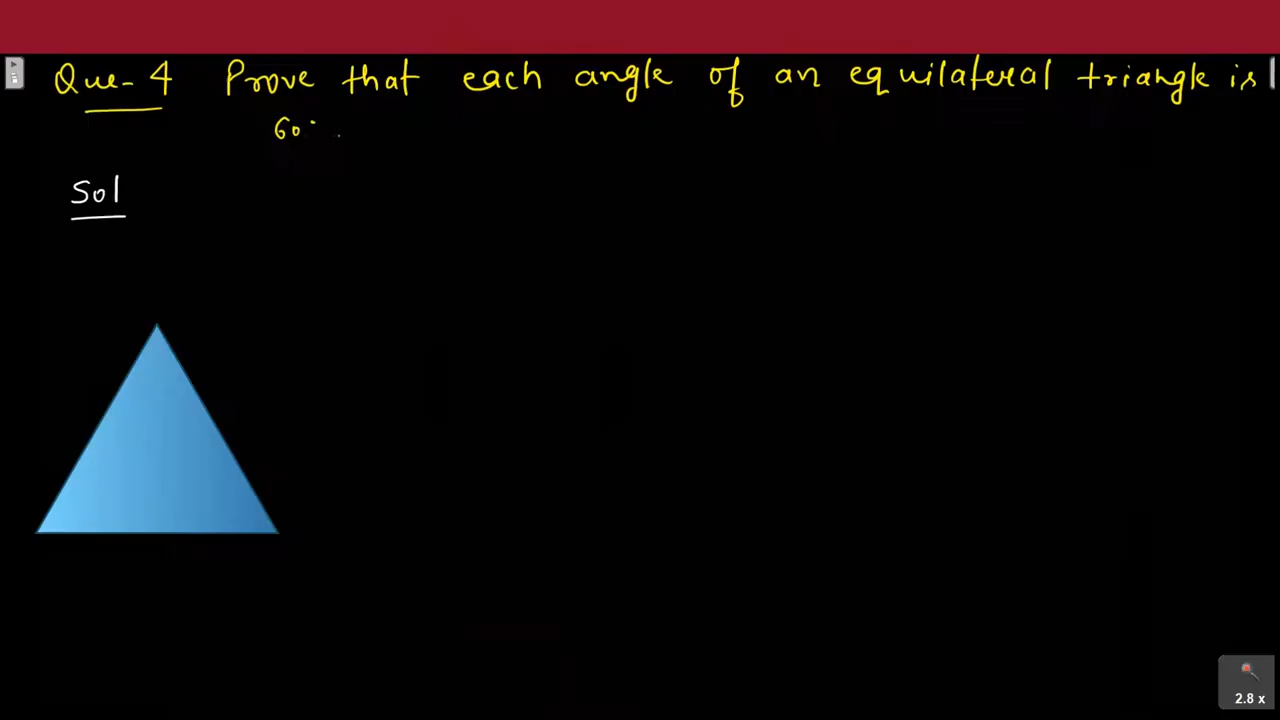 Que-4 Prove that each angle of an equilateral triangle is
60°.
Sol
2.8 x